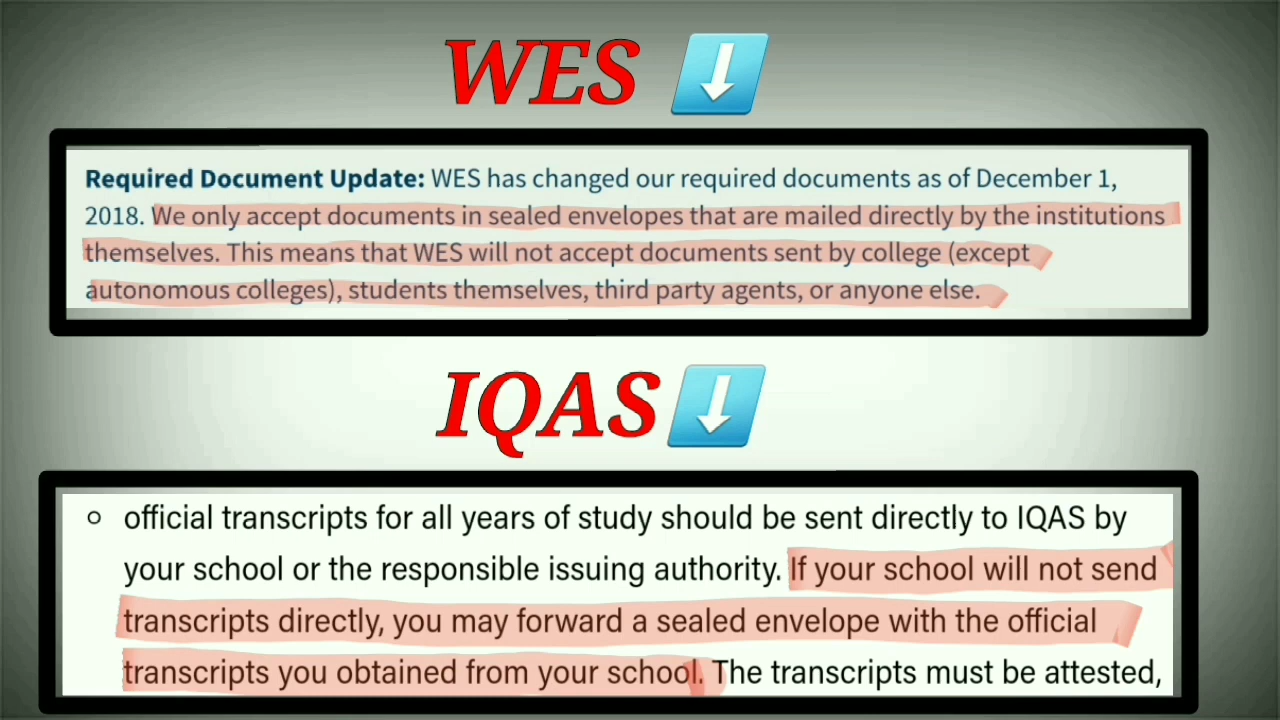 WES ⬇️
Required Document Update: WES has changed our required documents as of December 1,
2018. We only accept documents in sealed envelopes that are mailed directly by the institutions
themselves. This means that WES will not accept documents sent by college (except
autonomous colleges), students themselves, third party agents, or anyone else.
IQAS ⬇️
○ official transcripts for all years of study should be sent directly to IQAS by
your school or the responsible issuing authority. If your school will not send
transcripts directly, you may forward a sealed envelope with the official
transcripts you obtained from your school. The transcripts must be attested,